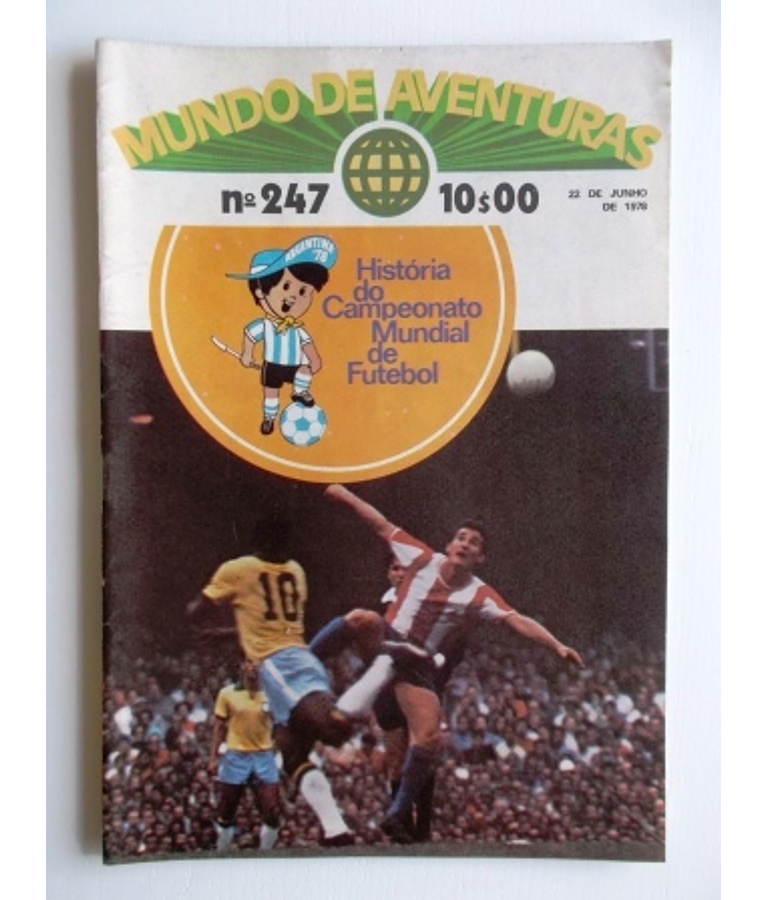 MUNDO DE AVENTURAS
nº 247
10$00
22 DE JUNHO
DE 1978
ARGENTINA
'78
História
do
Campeonato
Mundial
de
Futebol
10